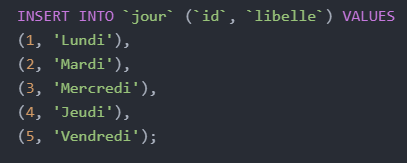 INSERT INTO `jour` (`id`, `libelle`) VALUES
(1, 'Lundi'),
(2, 'Mardi'),
(3, 'Mercredi'),
(4, 'Jeudi'),
(5, 'Vendredi');